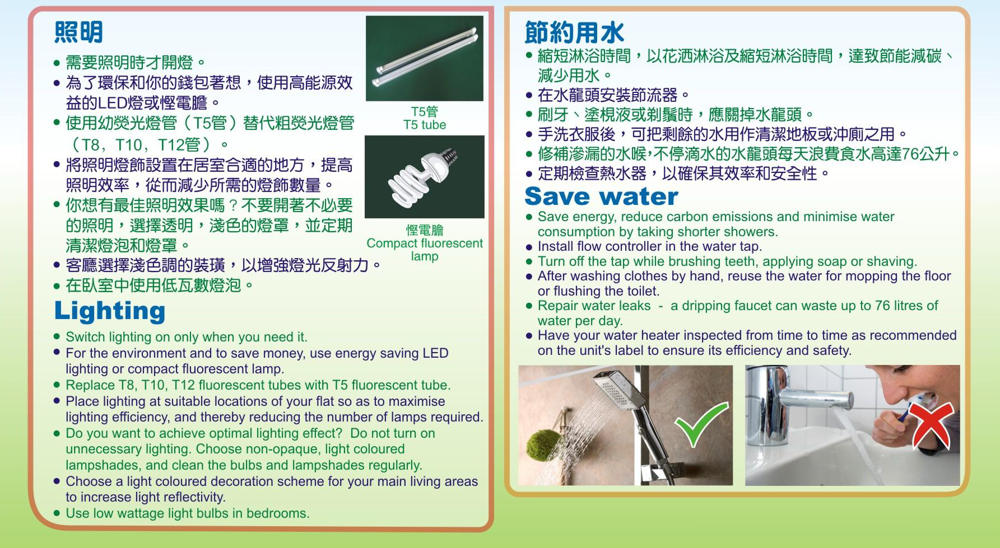 照明
• 需要照明時才開燈。
• 為了環保和你的錢包著想，使用高能源效
益的LED燈或慳電膽。
• 使用幼熒光燈管（T5管）替代粗熒光燈管
（T8, T10, T12管）。
• 將照明燈飾設置在居室合適的地方，提高
照明效率，從而減少所需的燈飾數量。
• 你想有最佳照明效果嗎？不要開著不必要
的照明，選擇透明，淺色的燈罩，並定期
清潔燈泡和燈罩。
• 客廳選擇淺色調的裝璜，以增強燈光反射力。
• 在臥室中使用低瓦數燈泡。
T5管
T5 tube
慳電膽
Compact fluorescent
lamp
Lighting
• Switch lighting on only when you need it.
• For the environment and to save money, use energy saving LED
lighting or compact fluorescent lamp.
• Replace T8, T10, T12 fluorescent tubes with T5 fluorescent tube.
• Place lighting at suitable locations of your flat so as to maximise
lighting efficiency, and thereby reducing the number of lamps required.
• Do you want to achieve optimal lighting effect? Do not turn on
unnecessary lighting. Choose non-opaque, light coloured
lampshades, and clean the bulbs and lampshades regularly.
• Choose a light coloured decoration scheme for your main living areas
to increase light reflectivity.
• Use low wattage light bulbs in bedrooms.
節約用水
• 縮短淋浴時間，以花洒淋浴及縮短淋浴時間，達致節能減碳、
減少用水。
• 在水龍頭安裝節流器。
• 刷牙、塗梘液或剃鬚時，應關掉水龍頭。
• 手洗衣服後，可把剩餘的水用作清潔地板或沖廁之用。
• 修補滲漏的水喉，不停滴水的水龍頭每天浪費食水高達76公升。
• 定期檢查熱水器，以確保其效率和安全性。
Save water
• Save energy, reduce carbon emissions and minimise water
consumption by taking shorter showers.
• Install flow controller in the water tap.
• Turn off the tap while brushing teeth, applying soap or shaving.
• After washing clothes by hand, reuse the water for mopping the floor
or flushing the toilet.
• Repair water leaks - a dripping faucet can waste up to 76 litres of
water per day.
• Have your water heater inspected from time to time as recommended
on the unit's label to ensure its efficiency and safety.